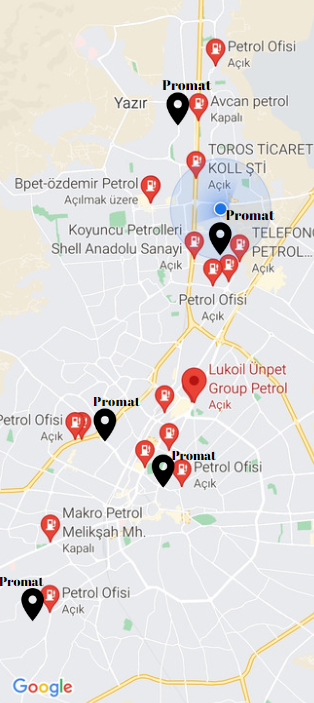 Petrol Ofisi
Açık
Promat
Yazır
Avcan petrol
Kapalı
TOROS TİCARET
KOLL ŞTİ
Açık
Bpet-özdemir Petrol
Açılmak üzere
Promat
Koyuncu Petrolleri
Shell Anadolu Sanayi
Açık
TELEFONC
PETROL...
Açık
Petrol Ofisi
Açık
Lukoil Ünpet
Group Petrol
Açık
Promat
Petrol Ofisi
Açık
Promat
Petrol Ofisi
Açık
Makro Petrol
Melikşah Mh.
Kapalı
Promat
Petrol Ofisi
Açık
Google